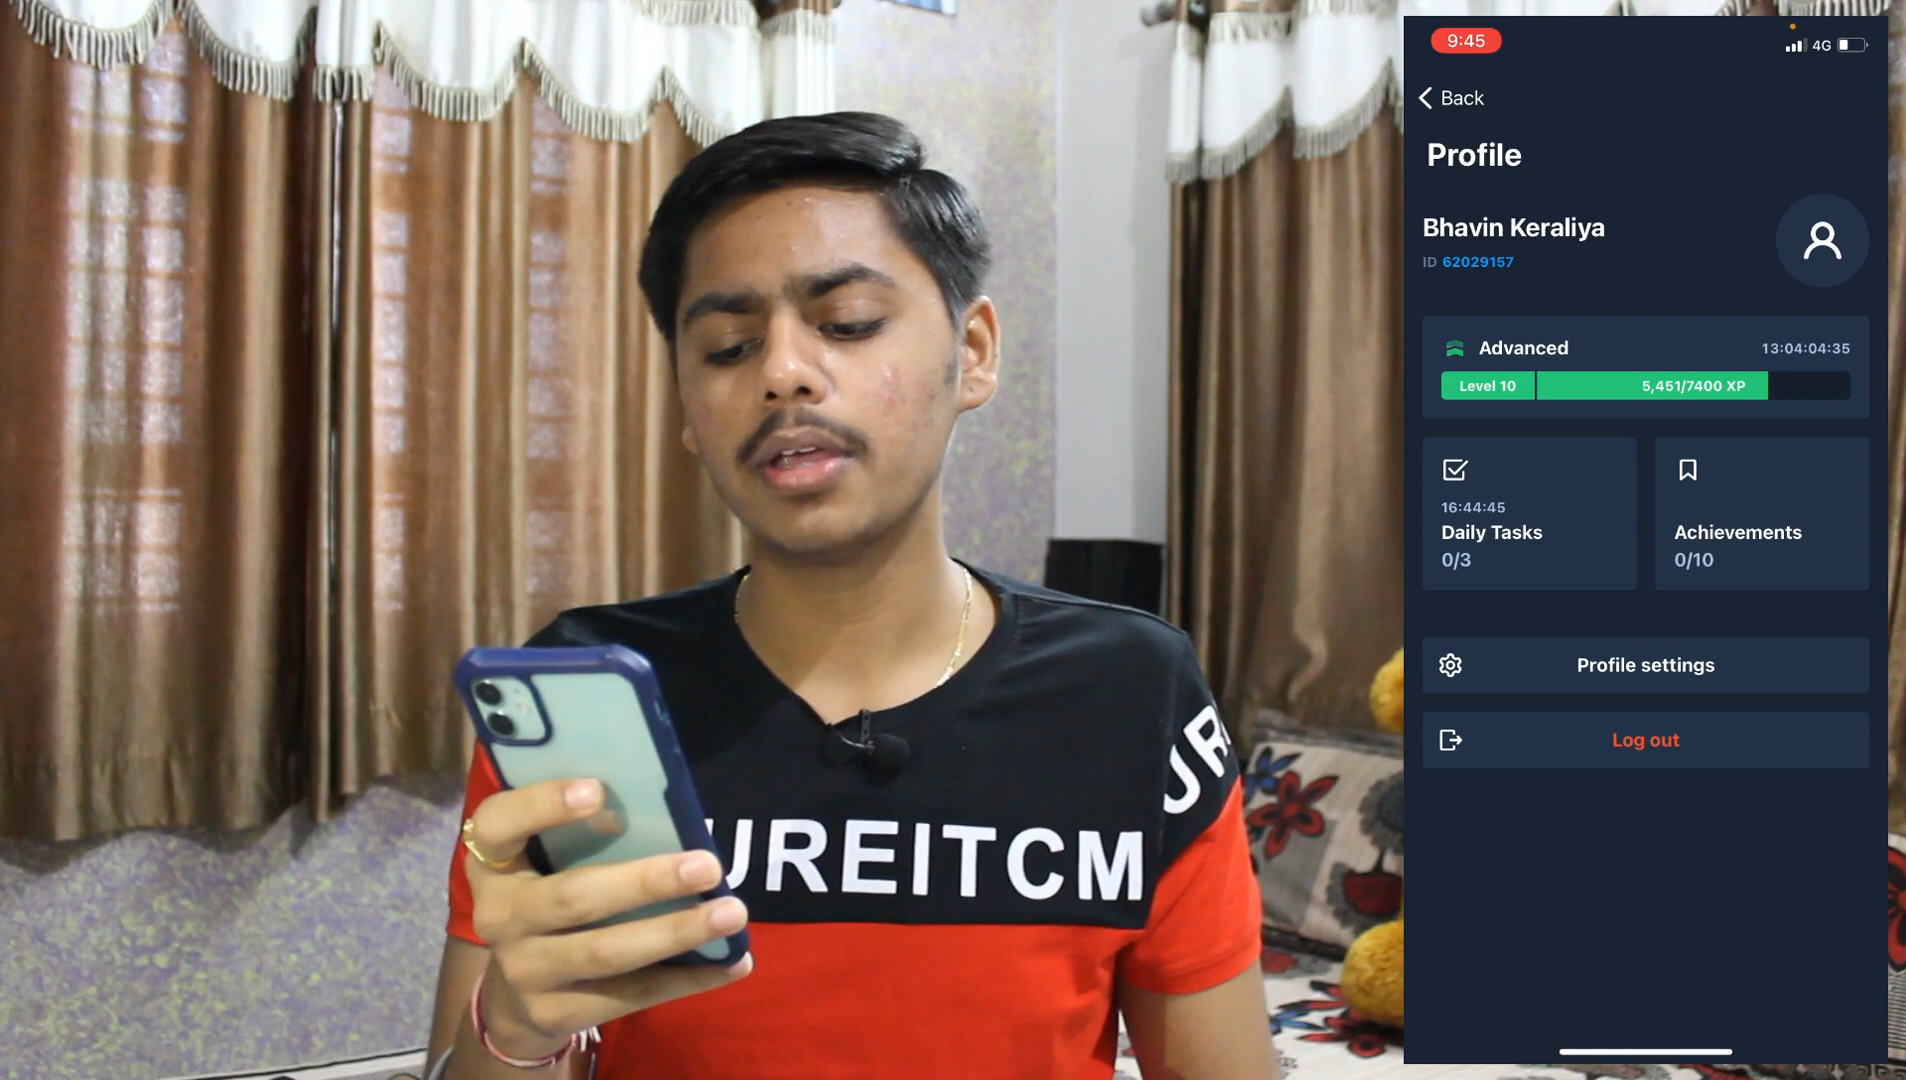 9:45
4G
Back
Profile
Bhavin Keraliya
ID 62029157
Advanced
13:04:04:35
Level 10
5,451/7400 XP
16:44:45
Daily Tasks
0/3
Achievements
0/10
Profile settings
Log out
UR
UREITCM